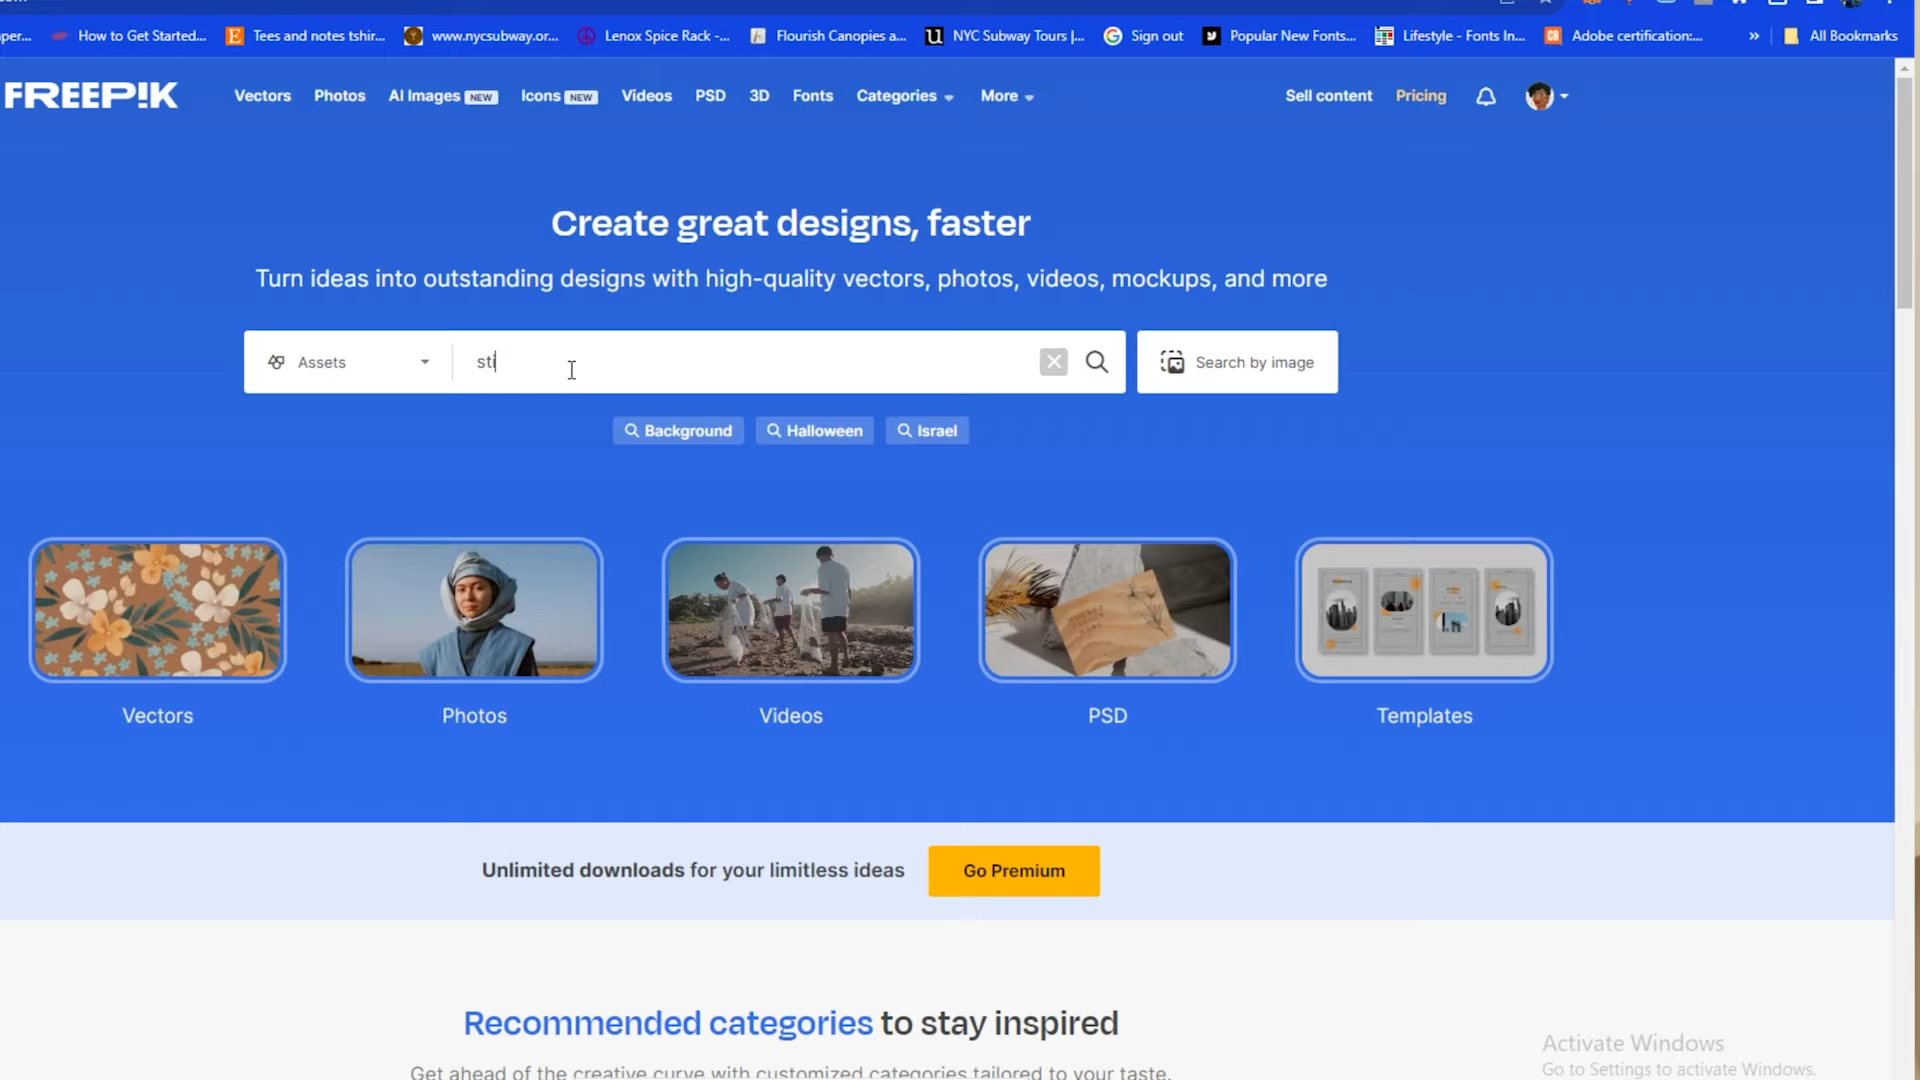 per...
How to Get Started...
Tees and notes tshir...
www.nycsubway.or...
Lenox Spice Rack -...
Flourish Canopies a...
NYC Subway Tours |...
Sign out
Popular New Fonts...
Lifestyle - Fonts In...
Adobe certification:...
»
All Bookmarks
FREEP!K
Vectors
Photos
AI Images NEW
Icons NEW
Videos
PSD
3D
Fonts
Categories
More
Sell content
Pricing
Create great designs, faster
Turn ideas into outstanding designs with high-quality vectors, photos, videos, mockups, and more
Assets
sti
Search by image
Background
Halloween
Israel
Vectors
Photos
Videos
PSD
Templates
Unlimited downloads for your limitless ideas
Go Premium
Recommended categories to stay inspired
Get ahead of the creative curve with customized categories tailored to your taste.
Activate Windows
Go to Settings to activate Windows.